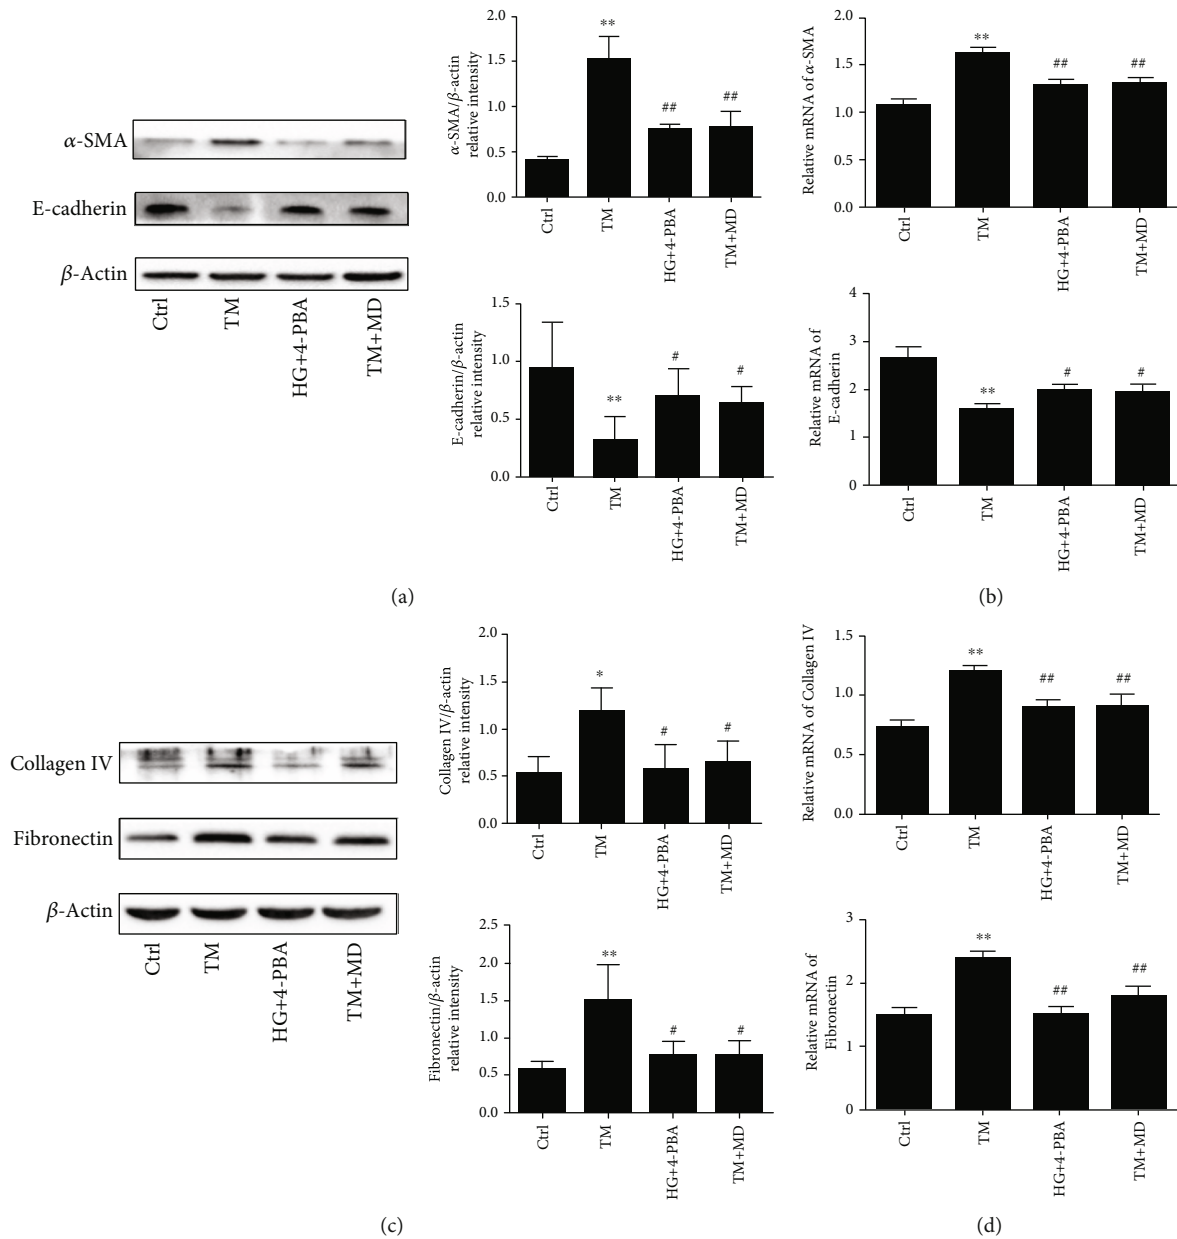 α-SMA
E-cadherin
β-Actin
Ctrl
TM
HG+4-PBA
TM+MD
α-SMA/β-actin
relative intensity
2.0
1.5
1.0
0.5
0.0
**
##
##
Ctrl
TM
HG+4-PBA
TM+MD
E-cadherin/β-actin
relative intensity
1.5
1.0
0.5
0.0
**
#
#
Ctrl
TM
HG+4-PBA
TM+MD
(a)
Relative mRNA of α-SMA
2.0
1.5
1.0
0.5
0.0
**
##
##
Ctrl
TM
HG+4-PBA
TM+MD
Relative mRNA of
E-cadherin
4
3
2
1
0
**
#
#
Ctrl
TM
HG+4-PBA
TM+MD
(b)
Collagen IV
Fibronectin
β-Actin
Ctrl
TM
HG+4-PBA
TM+MD
Collagen IV/β-actin
relative intensity
2.0
1.5
1.0
0.5
0.0
*
#
#
Ctrl
TM
HG+4-PBA
TM+MD
Fibronectin/β-actin
relative intensity
2.5
2.0
1.5
1.0
0.5
0.0
**
#
#
Ctrl
TM
HG+4-PBA
TM+MD
(c)
Relative mRNA of Collagen IV
1.5
1.0
0.5
0.0
**
##
##
Ctrl
TM
HG+4-PBA
TM+MD
Relative mRNA of
Fibronectin
3
2
1
0
**
##
##
Ctrl
TM
HG+4-PBA
TM+MD
(d)